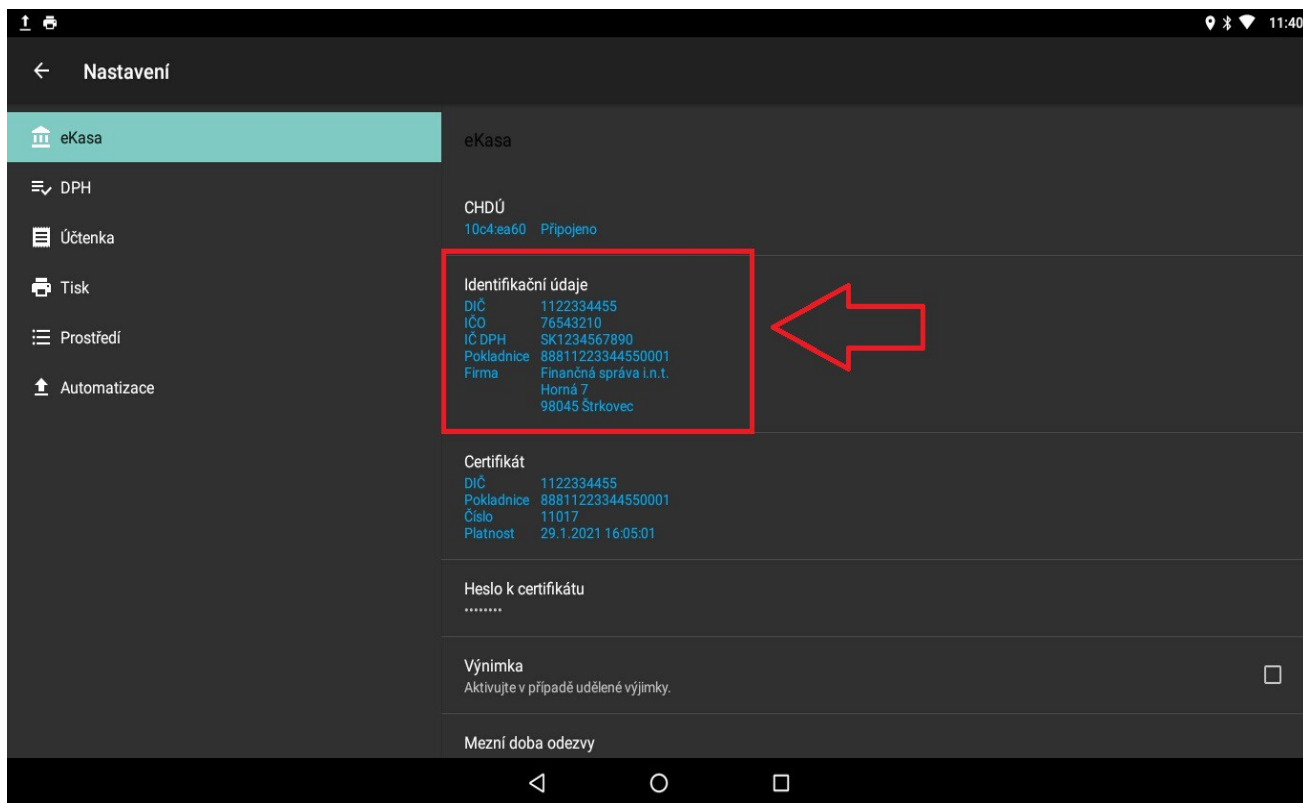 11:40
Nastavení
eKasa
DPH
Účtenka
Tisk
Prostředí
Automatizace
eKasa
CHDÚ
10c4:ea60 Připojeno
Identifikační údaje
DIČ 1122334455
IČO 76543210
IČ DPH SK1234567890
Pokladnice 88811223344550001
Firma Finančná správa i.n.t.
Horná 7
98045 Štrkovec
Certifikát
DIČ 1122334455
Pokladnice 88811223344550001
Číslo 11017
Platnost 29.1.2021 16:05:01
Heslo k certifikátu
••••••••
Výnimka
Aktivujte v případě udělené výjimky.
Mezní doba odezvy